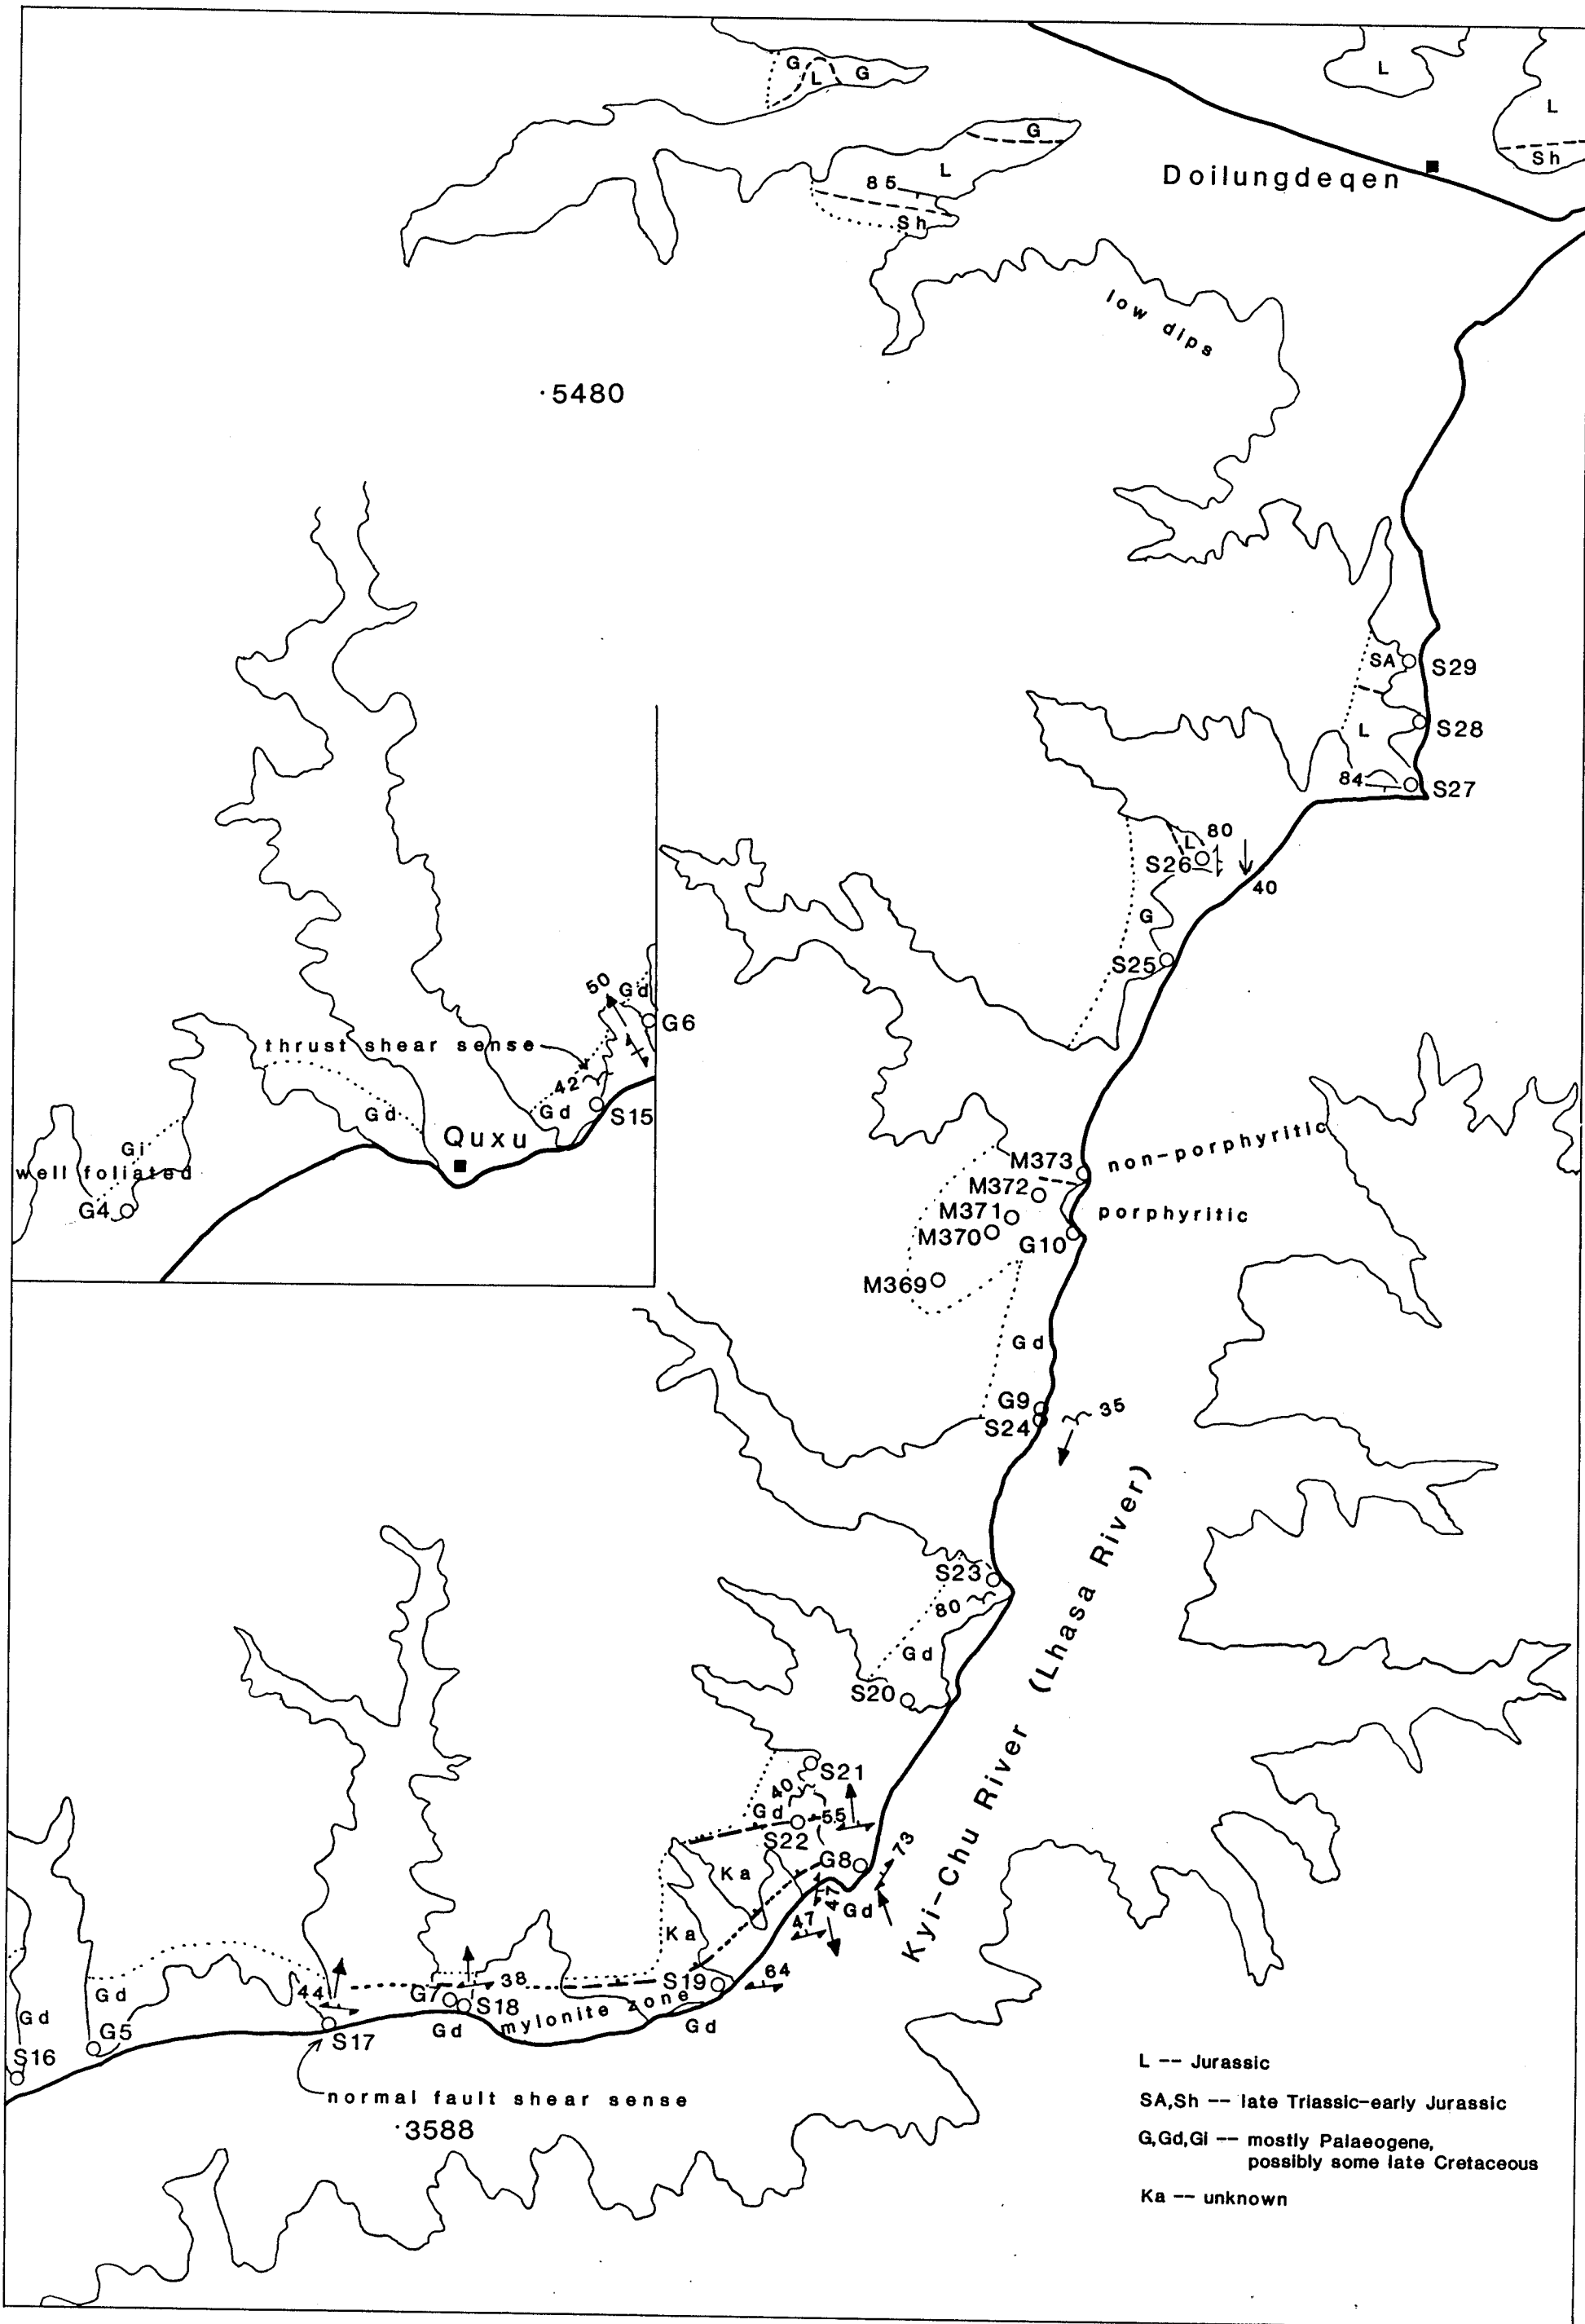 G
L
G
L
L
G
Sh
Doilungdeqen
L
85
Sh
low dips
·5480
SA
S29
L
S28
84
S27
L
80
S26
40
G
S25
50
Gd
G6
thrust shear sense
42
Gd
Gd
S15
Quxu
Gi
well foliated
G4
M373
non-porphyritic
M372
M371
porphyritic
M370
G10
M369
Gd
G9
35
S24
Kyi-Chu River (Lhasa River)
S23
80
Gd
S20
S21
40
Gd
55
S22
G8
73
Ka
47
Gd
47
Ka
64
S19
38
G7
S18
mylonite zone
Gd
Gd
44
S17
Gd
G5
Gd
S16
normal fault shear sense
·3588
L -- Jurassic
SA,Sh -- late Triassic-early Jurassic
G,Gd,Gi -- mostly Palaeogene,
possibly some late Cretaceous
Ka -- unknown